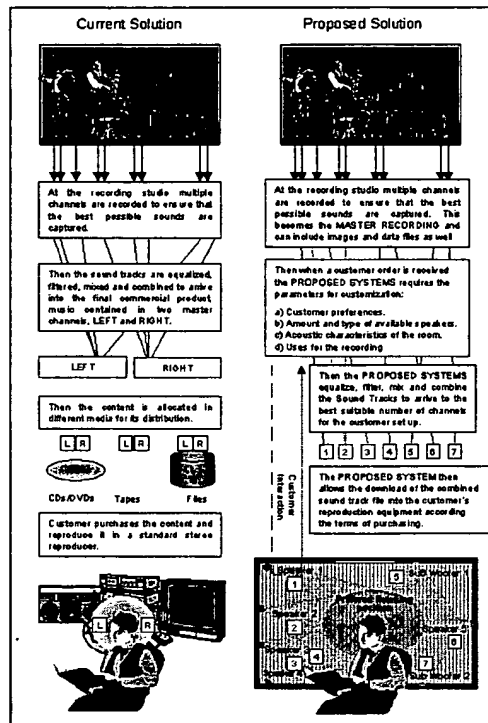 Current Solution
At the recording studio multiple
channels are recorded to ensure that
the best possible sounds are
captured.
Then the sound tracks are equalized,
filtered, mixed and combined to arrive
into the final commercial product,
music contained in two master
channels, LEFT and RIGHT.
LEFT RIGHT
Then the content is allocated in
different media for its distribution.
L R L R L R
CDs/DVDs Tapes Files
Customer purchases the content and
reproduce it in a standard stereo
reproducer.
L R
Proposed Solution
At the recording studio multiple channels
are recorded to ensure that the best
possible sounds are captured. This
becomes the MASTER RECORDING and
can include images and data files as well
Then when a customer order is received
the PROPOSED SYSTEMS requires the
parameters for customization:
a) Customer preferences.
b) Amount and type of available speakers.
c) Acoustic characteristics of the room.
d) Uses for the recording
Then the PROPOSED SYSTEMS
equalize, filter, mix and combine
the Sound Tracks to arrive to the
best suitable number of channels
for the customer set up.
1 2 3 4 5 6 7
Customer
Interaction
The PROPOSED SYSTEM then
allows the download of the combined
sound track file into the customer's
reproduction equipment according
the terms of purchasing.
Speaker 1
1
5
Sub Woofer 1
Speaker 2
2
Speaker 5
6
3
4
7
Sub Woofer 2